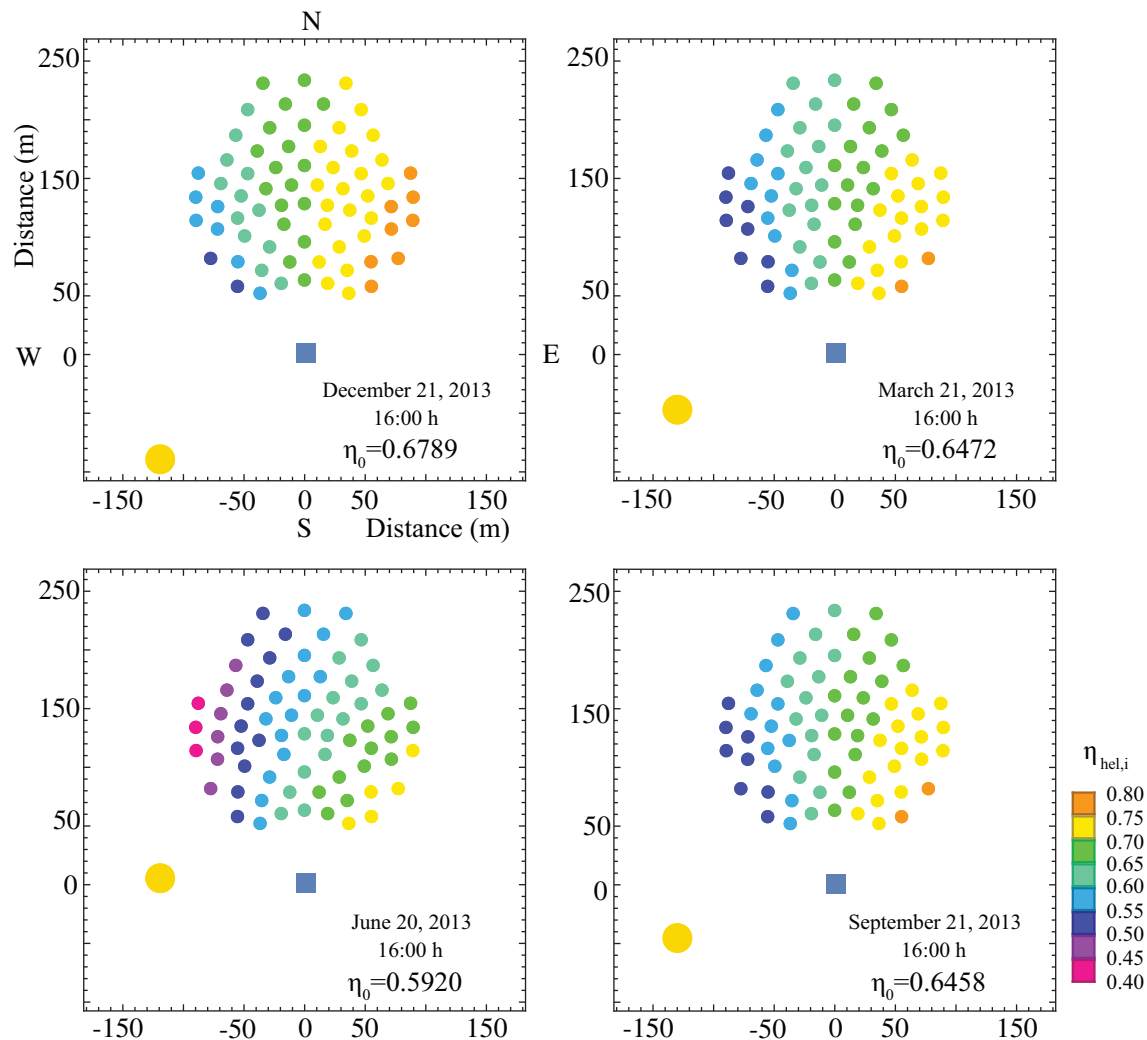 N
250
150
50
0
Distance (m)
W
E
December 21, 2013
16:00 h
η0=0.6789
-150
-50
0
50
150
S
Distance (m)
250
150
50
0
March 21, 2013
16:00 h
η0=0.6472
-150
-50
0
50
150
250
150
50
0
June 20, 2013
16:00 h
η0=0.5920
-150
-50
0
50
150
250
150
50
0
September 21, 2013
16:00 h
η0=0.6458
-150
-50
0
50
150
ηhel,i
0.80
0.75
0.70
0.65
0.60
0.55
0.50
0.45
0.40